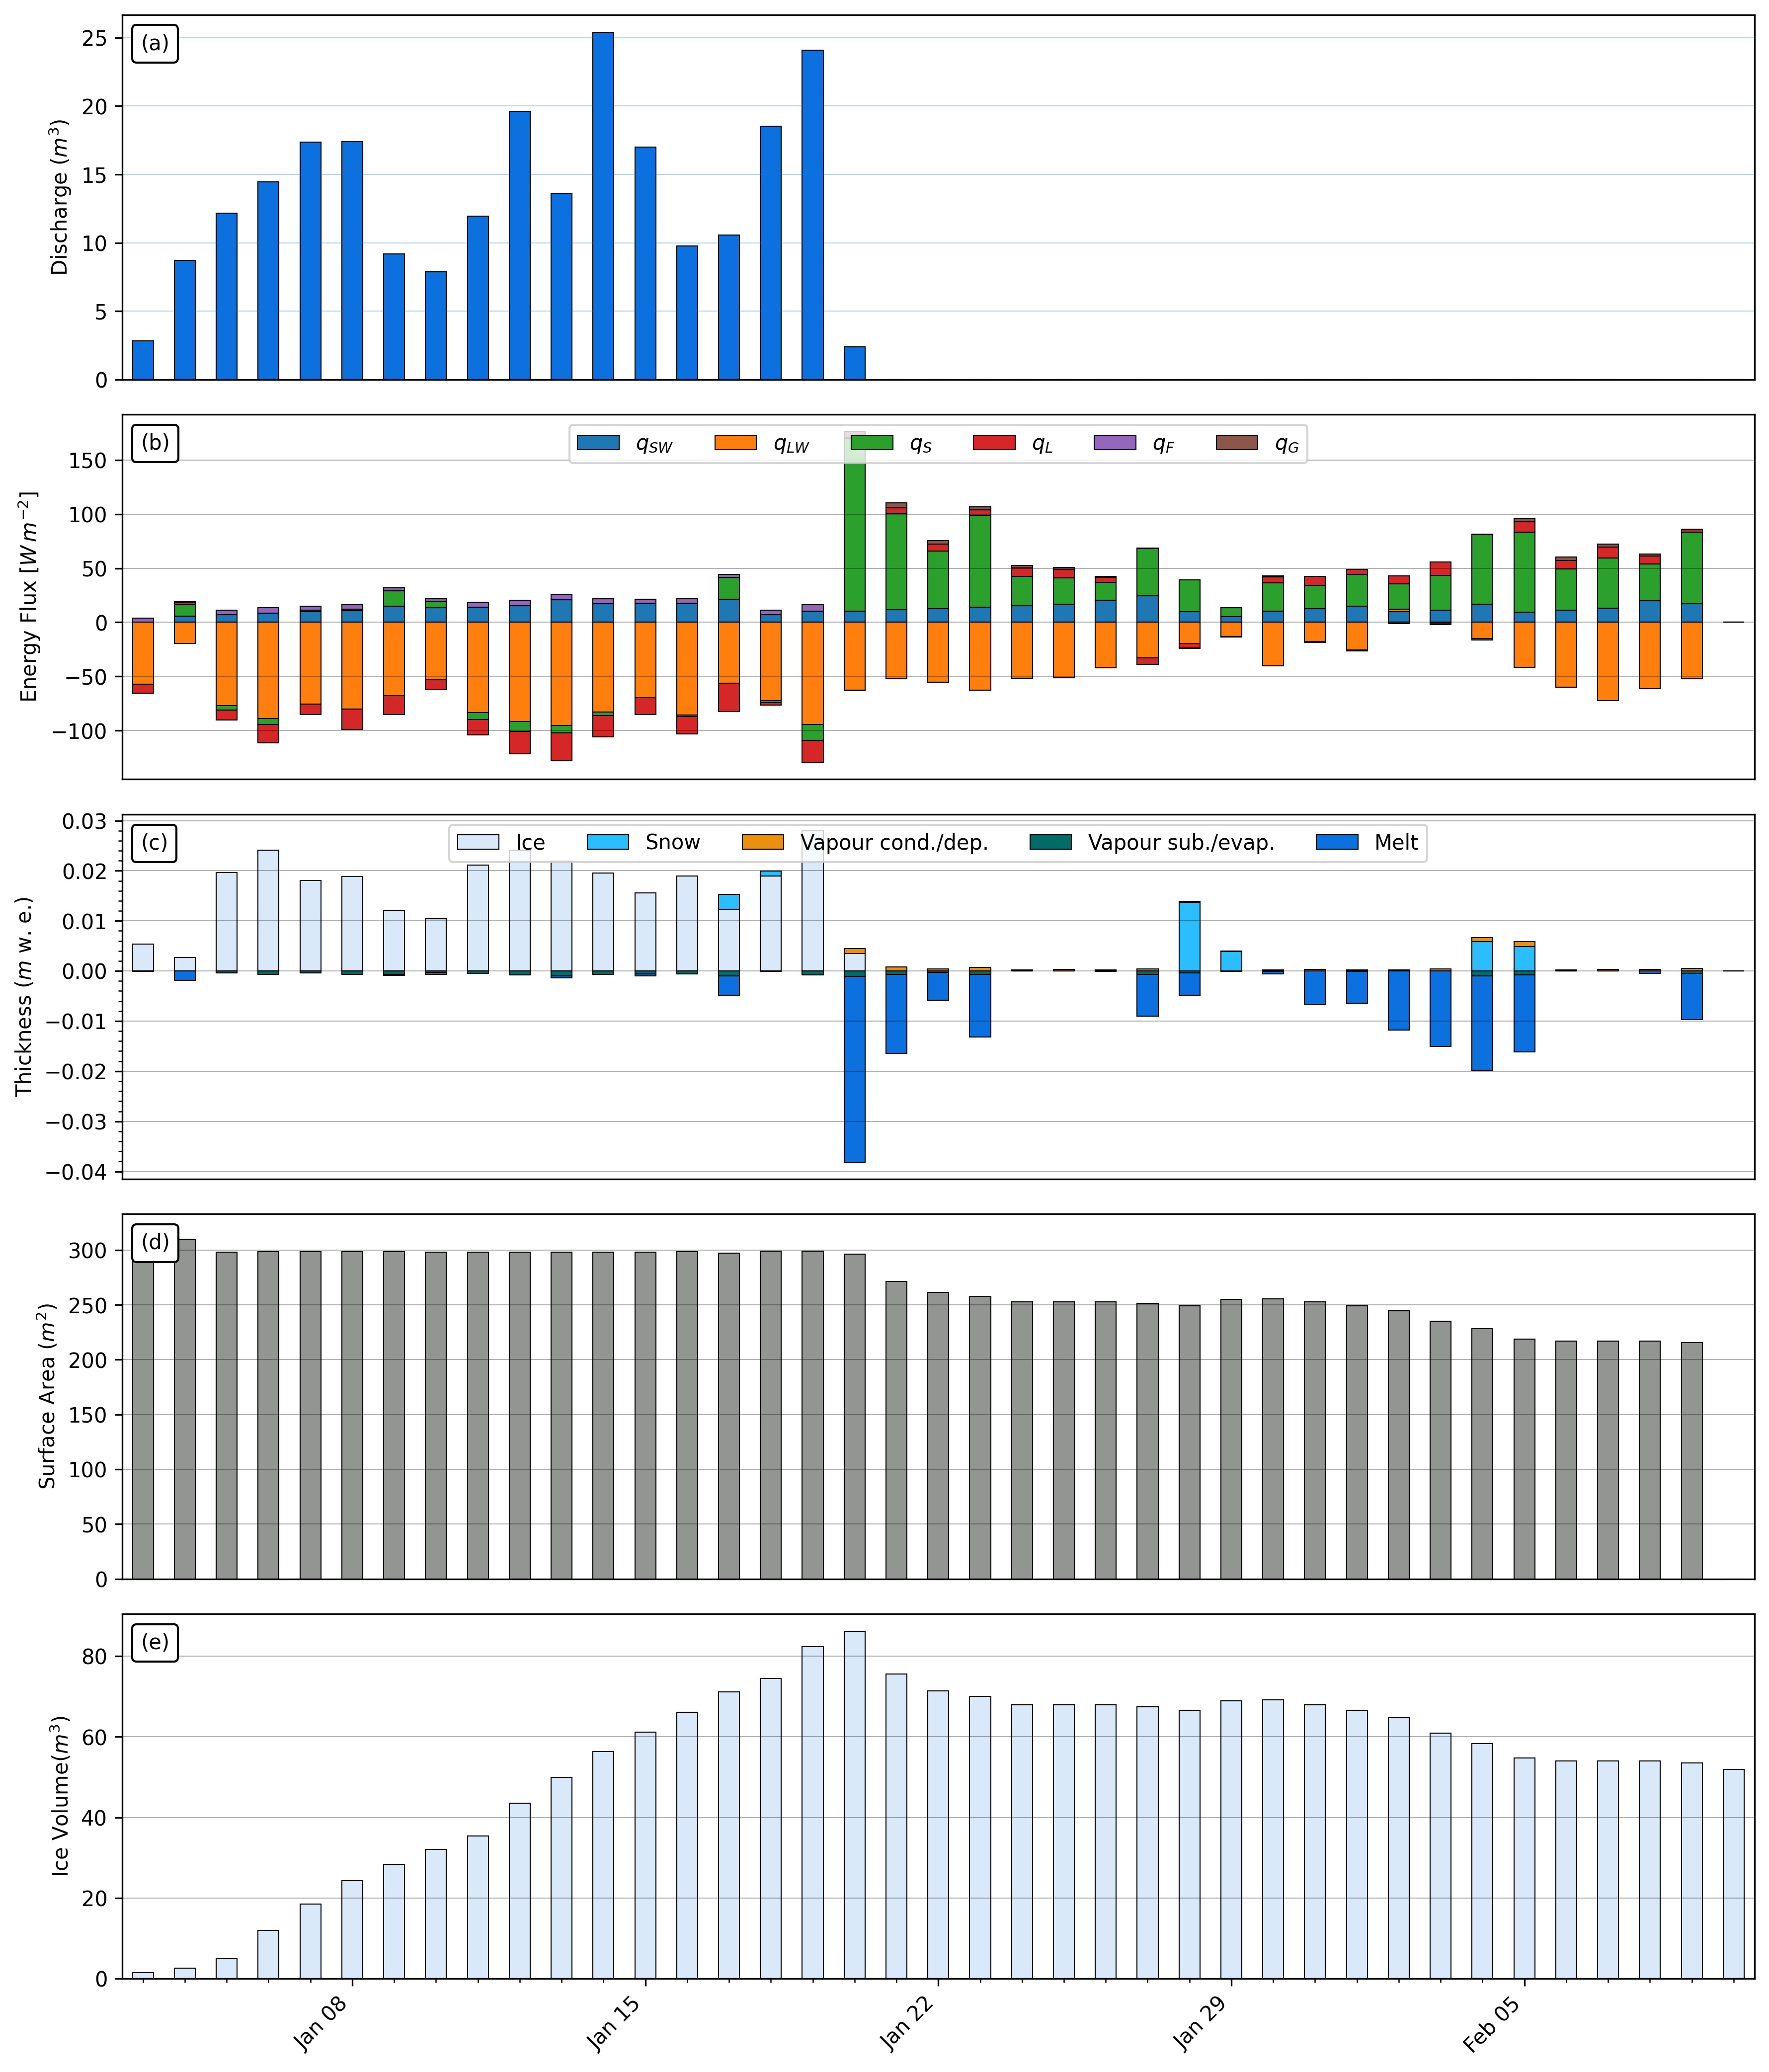 (a)
25
20
15
10
5
0
Discharge (m³)
(b)
q_SW q_LW q_S q_L q_F q_G
150
100
50
0
−50
−100
Energy Flux [W m⁻²]
(c)
Ice Snow Vapour cond./dep. Vapour sub./evap. Melt
0.03
0.02
0.01
0.00
−0.01
−0.02
−0.03
−0.04
Thickness (m w. e.)
(d)
300
250
200
150
100
50
0
Surface Area (m²)
(e)
80
60
40
20
0
Ice Volume(m³)
Jan 08 Jan 15 Jan 22 Jan 29 Feb 05